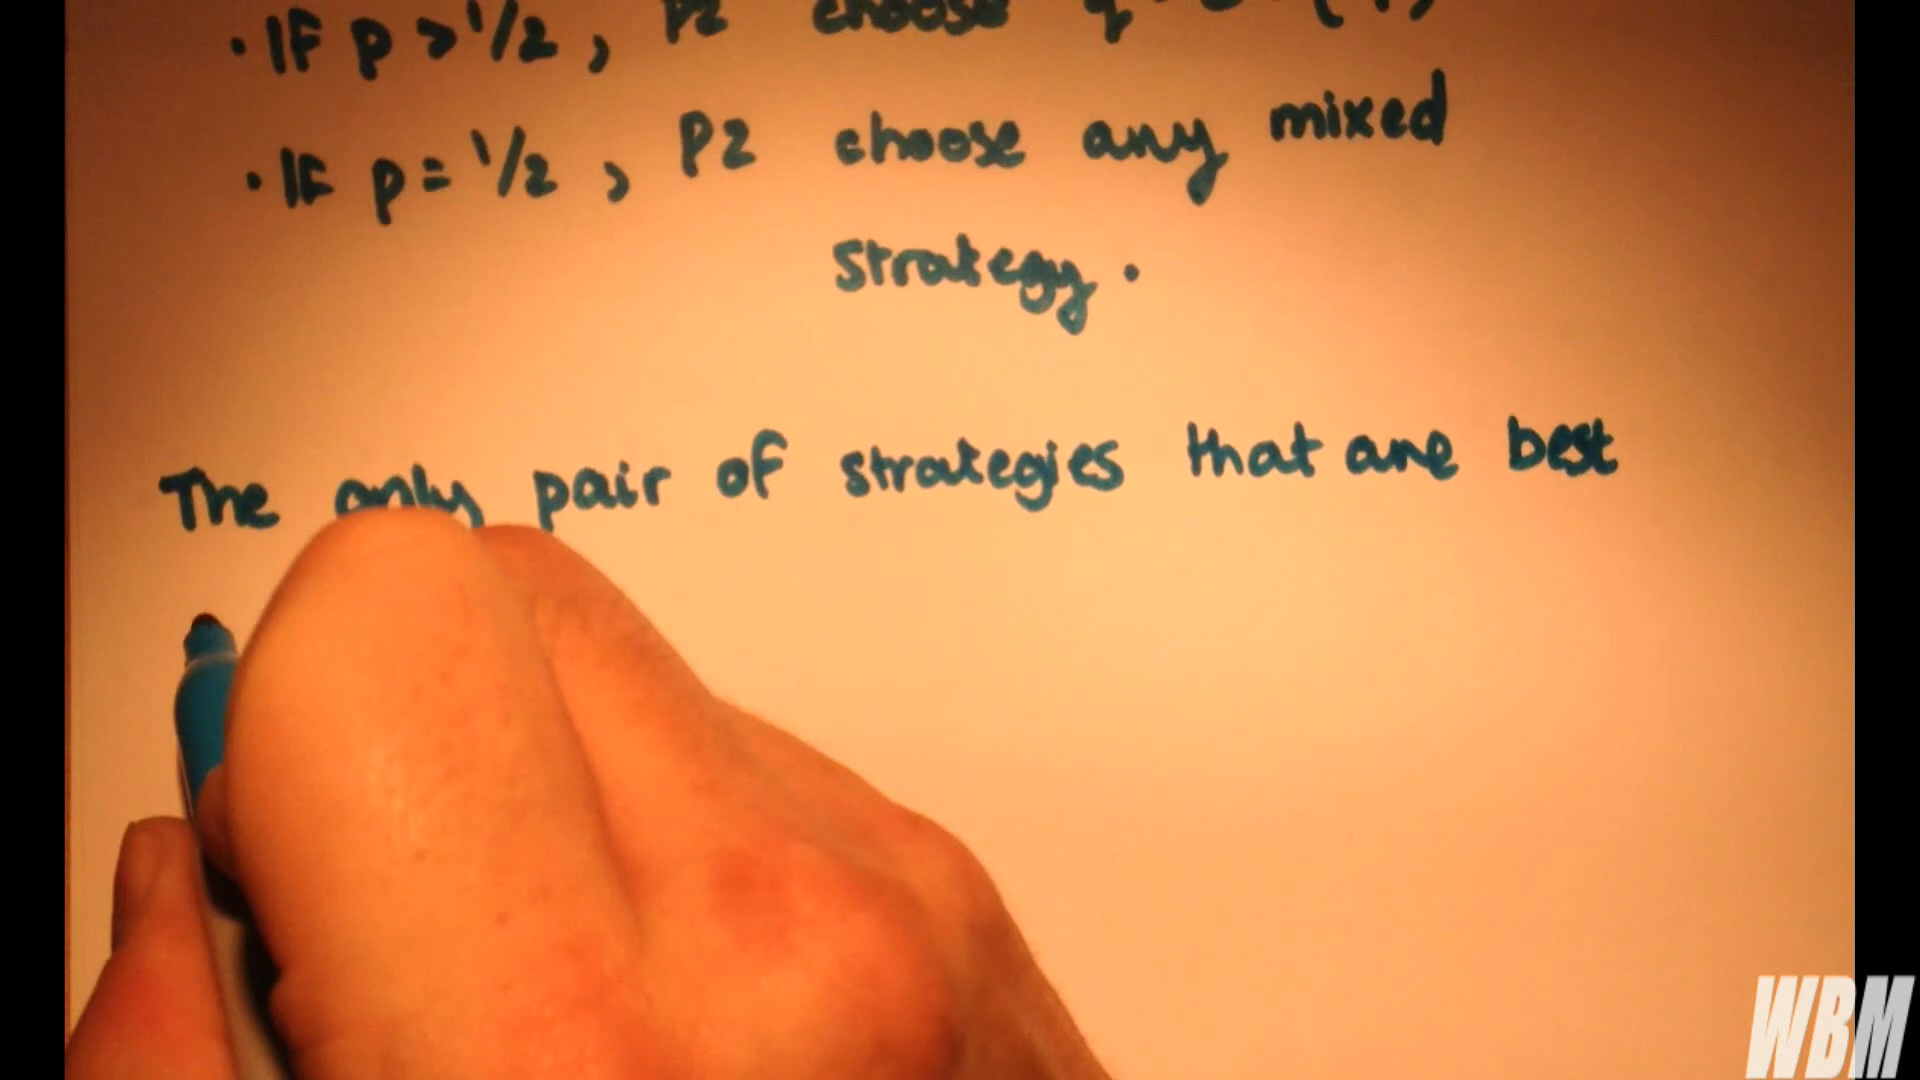 · IF p > 1/2 , P2 choose q
· IF p = 1/2 , P2 choose any mixed
strategy .
The only pair of strategies that are best
WBM